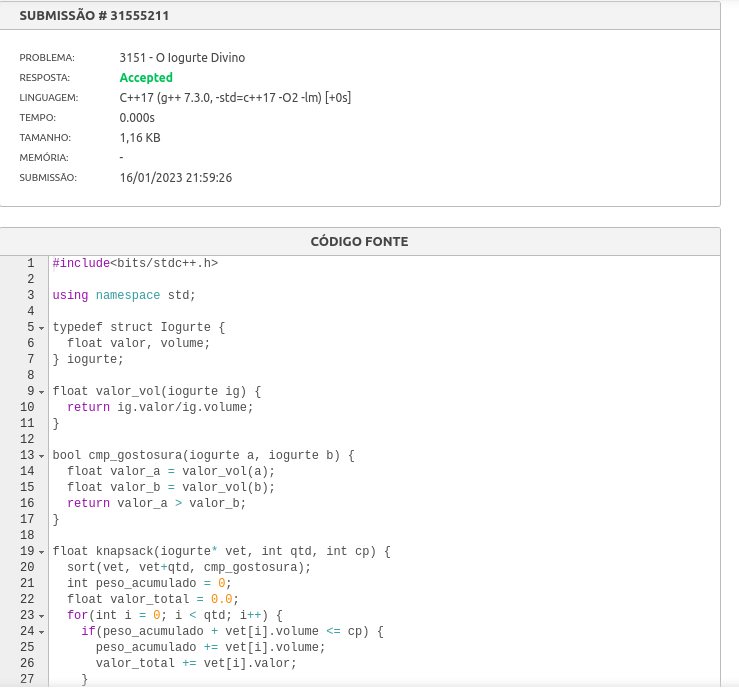 SUBMISSÃO # 31555211
PROBLEMA: 3151 - O Iogurte Divino
RESPOSTA: Accepted
LINGUAGEM: C++17 (g++ 7.3.0, -std=c++17 -O2 -lm) [+0s]
TEMPO: 0.000s
TAMANHO: 1,16 KB
MEMÓRIA: -
SUBMISSÃO: 16/01/2023 21:59:26
CÓDIGO FONTE
1 #include<bits/stdc++.h>
2
3 using namespace std;
4
5 typedef struct Iogurte {
6   float valor, volume;
7 } iogurte;
8
9 float valor_vol(iogurte ig) {
10   return ig.valor/ig.volume;
11 }
12
13 bool cmp_gostosura(iogurte a, iogurte b) {
14   float valor_a = valor_vol(a);
15   float valor_b = valor_vol(b);
16   return valor_a > valor_b;
17 }
18
19 float knapsack(iogurte* vet, int qtd, int cp) {
20   sort(vet, vet+qtd, cmp_gostosura);
21   int peso_acumulado = 0;
22   float valor_total = 0.0;
23   for(int i = 0; i < qtd; i++) {
24     if(peso_acumulado + vet[i].volume <= cp) {
25       peso_acumulado += vet[i].volume;
26       valor_total += vet[i].valor;
27     }